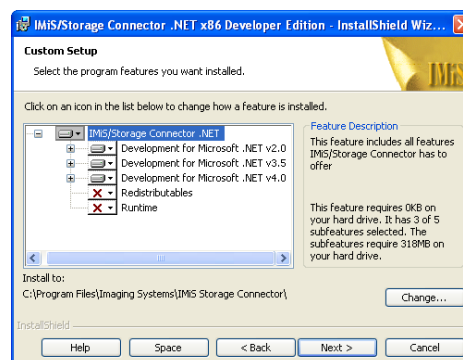 IMiS/Storage Connector .NET x86 Developer Edition - InstallShield Wiz...
Custom Setup
Select the program features you want installed.
IMiS
Click on an icon in the list below to change how a feature is installed.
IMiS/Storage Connector .NET
Development for Microsoft .NET v2.0
Development for Microsoft .NET v3.5
Development for Microsoft .NET v4.0
Redistributables
Runtime
Feature Description
This feature includes all features
IMiS/Storage Connector has to
offer
This feature requires 0KB on
your hard drive. It has 3 of 5
subfeatures selected. The
subfeatures require 318MB on
your hard drive.
Install to:
C:\Program Files\Imaging Systems\IMiS Storage Connector\
Change...
InstallShield
Help
Space
< Back
Next >
Cancel